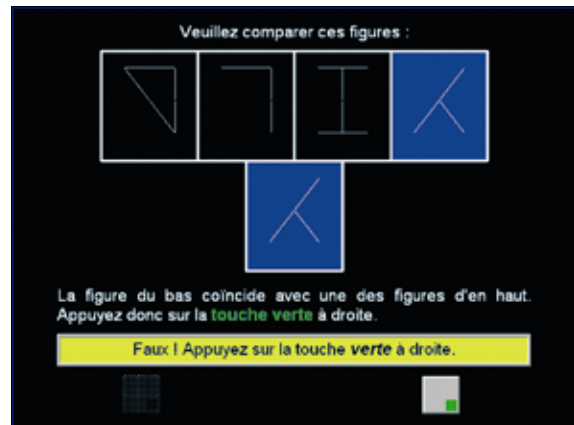 Veuillez comparer ces figures :
La figure du bas coïncide avec une des figures d'en haut.
Appuyez donc sur la touche verte à droite.
Faux ! Appuyez sur la touche verte à droite.